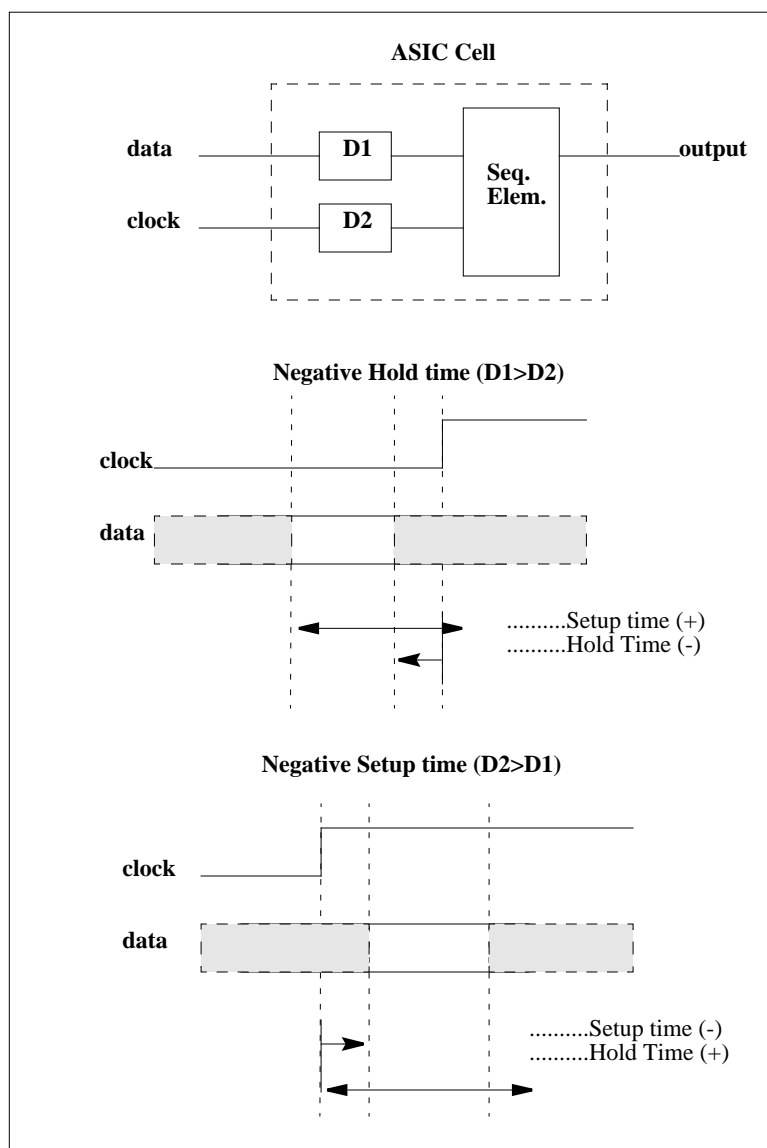 ASIC Cell
data
D1
Seq.
Elem.
output
clock
D2
Negative Hold time (D1>D2)
clock
data
..........Setup time (+)
..........Hold Time (-)
Negative Setup time (D2>D1)
clock
data
..........Setup time (-)
..........Hold Time (+)